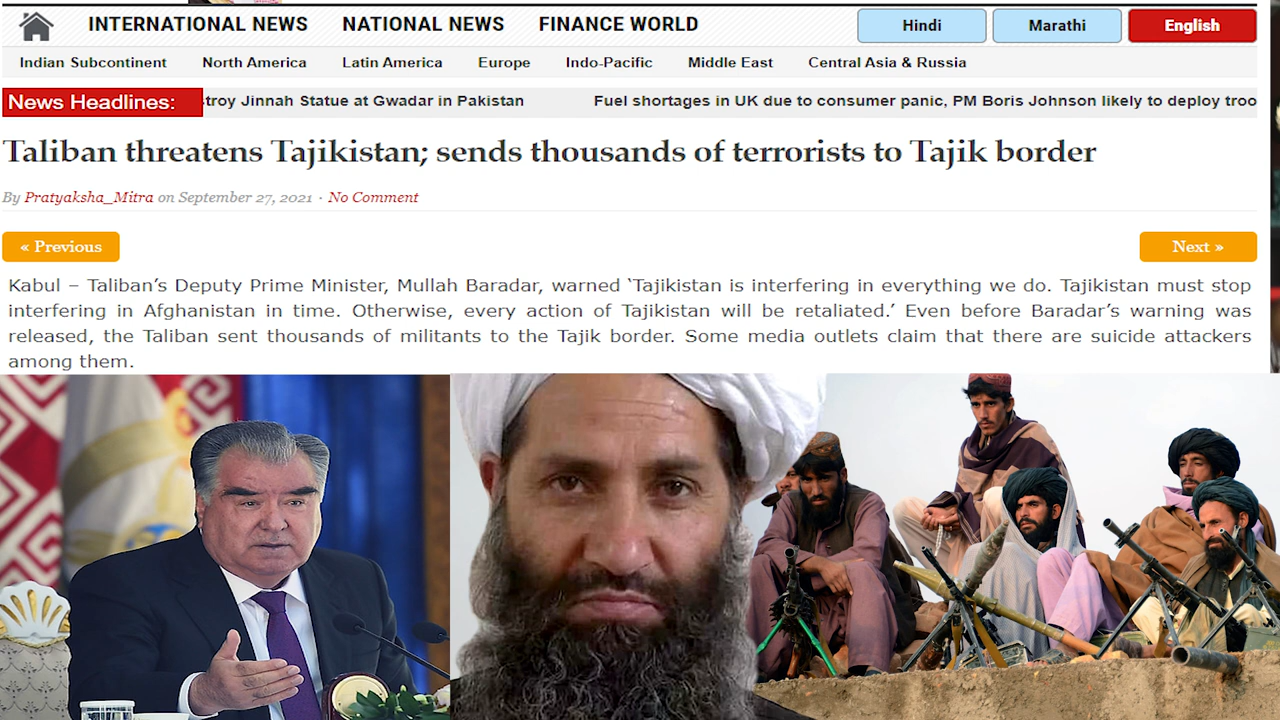 INTERNATIONAL NEWS NATIONAL NEWS FINANCE WORLD Hindi Marathi English
Indian Subcontinent North America Latin America Europe Indo-Pacific Middle East Central Asia & Russia
News Headlines: troy Jinnah Statue at Gwadar in Pakistan Fuel shortages in UK due to consumer panic, PM Boris Johnson likely to deploy troo
Taliban threatens Tajikistan; sends thousands of terrorists to Tajik border
By Pratyaksha_Mitra on September 27, 2021 · No Comment
« Previous Next »
Kabul – Taliban’s Deputy Prime Minister, Mullah Baradar, warned ‘Tajikistan is interfering in everything we do. Tajikistan must stop
interfering in Afghanistan in time. Otherwise, every action of Tajikistan will be retaliated.’ Even before Baradar’s warning was
released, the Taliban sent thousands of militants to the Tajik border. Some media outlets claim that there are suicide attackers
among them.